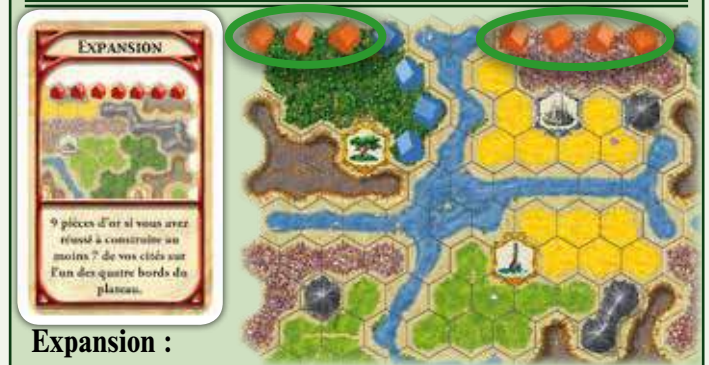 EXPANSION
9 pièces d'or si vous avez
réussi à construire au
moins 7 de vos cités sur
l'un des quatre bords du
plateau.
Expansion :